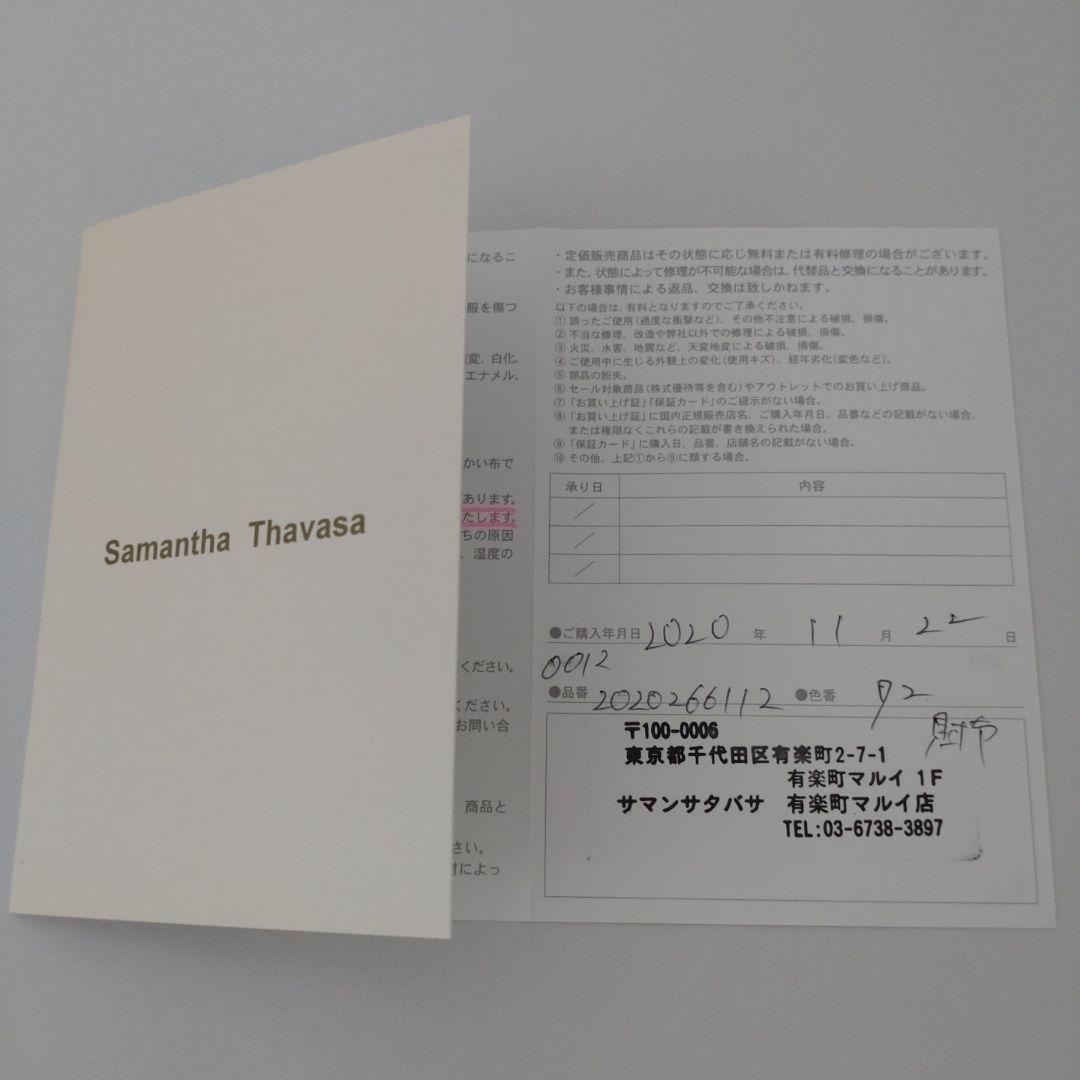 Samantha Thavasa
になるこ
服を傷つ
変、白化、
エナメル、
かい布で
あります。
たします。
ちの原因
、湿度の
ください。
ください。
お問い合
商品と
さい。
によっ
・定価販売商品はその状態に応じ無料または有料修理の場合がございます。
・また、状態によって修理が不可能な場合は、代替品と交換になることがあります。
・お客様事情による返品、交換は致しかねます。
以下の場合は、有料となりますのでご了承ください。
① 誤ったご使用(過度な衝撃など)、その他不注意による破損、損傷。
② 不当な修理、改造や弊社以外での修理による破損、損傷。
③ 火災、水害、地震など、天変地変による破損、損傷。
④ ご使用中に生じる外観上の変化(使用キズ)、経年劣化(変色など)。
⑤ 部品の紛失。
⑥ セール対象商品(株式優待等を含む)やアウトレットでのお買い上げ商品。
⑦ 「お買い上げ証」「保証カード」のご提示がない場合。
⑧ 「お買い上げ証」に国内正規販売店名、ご購入年月日、品番などの記載がない場合、
または権限なくこれらの記載が書き換えられた場合。
⑨ 「保証カード」に購入日、品番、店舗名の記載がない場合。
⑩ その他、上記①から⑨に類する場合。
承り日 内容
／
／
／
●ご購入年月日 2020 年 11 月 22 日
0012
●品番 2020266112 ●色番 92
財布
〒100-0006
東京都千代田区有楽町2-7-1
有楽町マルイ 1F
サマンサタバサ 有楽町マルイ店
TEL:03-6738-3897